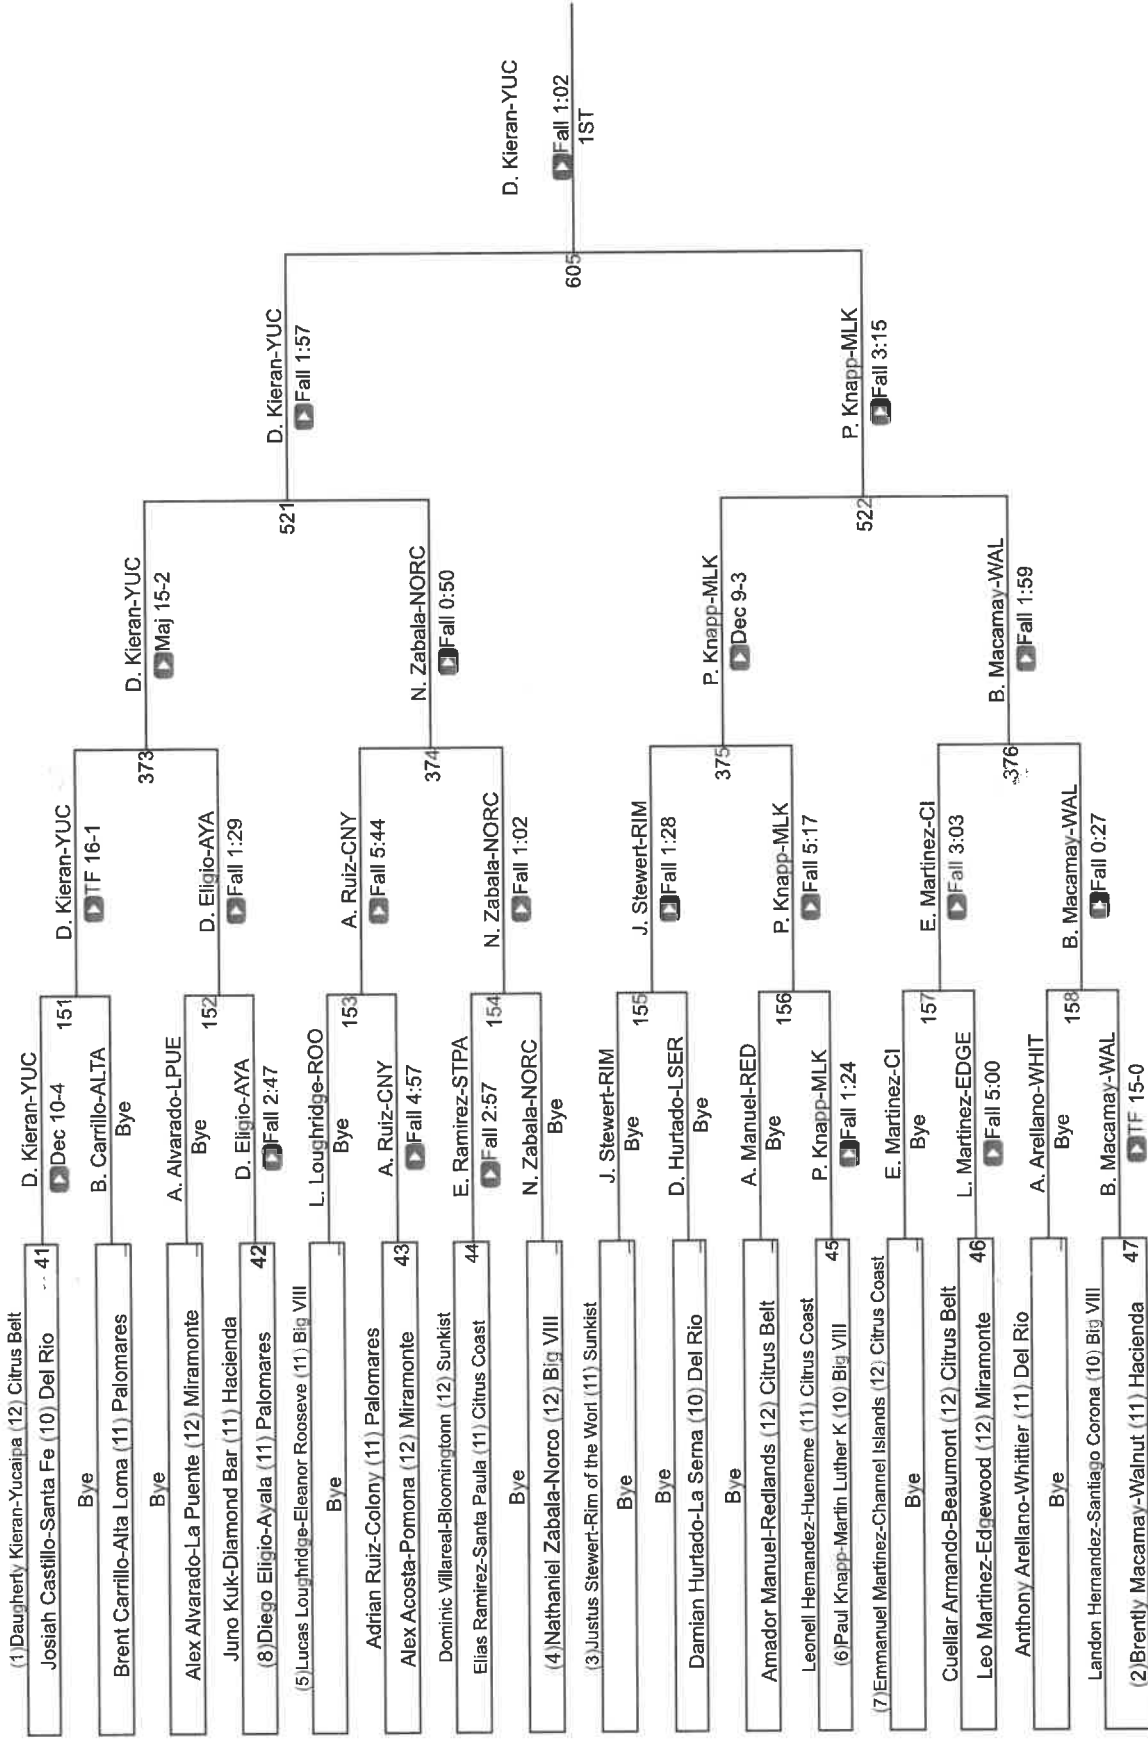 (1)Daugherty Kieran-Yucaipa (12) Citrus Belt
Josiah Castillo-Santa Fe (10) Del Rio
41
Bye
Brent Carrillo-Alta Loma (11) Palomares
Bye
Alex Alvarado-La Puente (12) Miramonte
Juno Kuk-Diamond Bar (11) Hacienda
(8)Diego Eligio-Ayala (11) Palomares
42
(5)Lucas Loughridge-Eleanor Rooseve (11) Big VIII
Bye
Adrian Ruiz-Colony (11) Palomares
Alex Acosta-Pomona (12) Miramonte
43
Dominic Villareal-Bloomingtonn (12) Sunkist
Elias Ramirez-Santa Paula (11) Citrus Coast
44
Bye
(4)Nathaniel Zabala-Norco (12) Big VIII
(3)Justus Stewert-Rim of the Worl (11) Sunkist
Bye
Bye
Damian Hurtado-La Serna (10) Del Rio
Bye
Amador Manuel-Redlands (12) Citrus Belt
Leonell Hernandez-Hueneme (11) Citrus Coast
(6)Paul Knapp-Martin Luther K (10) Big VIII
45
(7)Emmanuel Martinez-Channel Islands (12) Citrus Coast
Bye
Cuellar Armando-Beaumont (12) Citrus Belt
Leo Martinez-Edgewood (12) Miramonte
46
Anthony Arellano-Whittier (11) Del Rio
Bye
Landon Hernandez-Santiago Corona (10) Big VIII
(2)Brently Macamay-Walnut (11) Hacienda
47
D. Kieran-YUC
Dec 10-4
151
B. Carrillo-ALTA
Bye
A. Alvarado-LPUE
Bye
152
D. Eligio-AYA
Fall 2:47
L. Loughridge-ROO
Bye
153
A. Ruiz-CNY
Fall 4:57
E. Ramirez-STPA
Fall 2:57
154
N. Zabala-NORC
Bye
J. Stewert-RIM
Bye
155
D. Hurtado-LSER
Bye
A. Manuel-RED
Bye
156
P. Knapp-MLK
Fall 1:24
E. Martinez-CI
Bye
157
L. Martinez-EDGE
Fall 5:00
A. Arellano-WHIT
Bye
158
B. Macamay-WAL
TF 15-0
D. Kieran-YUC
TF 16-1
373
D. Eligio-AYA
Fall 1:29
A. Ruiz-CNY
Fall 5:44
374
N. Zabala-NORC
Fall 1:02
J. Stewert-RIM
Fall 1:28
375
P. Knapp-MLK
Fall 5:17
E. Martinez-CI
Fall 3:03
376
B. Macamay-WAL
Fall 0:27
D. Kieran-YUC
Maj 15-2
521
N. Zabala-NORC
Fall 0:50
P. Knapp-MLK
Dec 9-3
522
B. Macamay-WAL
Fall 1:59
D. Kieran-YUC
Fall 1:57
605
P. Knapp-MLK
Fall 3:15
D. Kieran-YUC
Fall 1:02
1ST